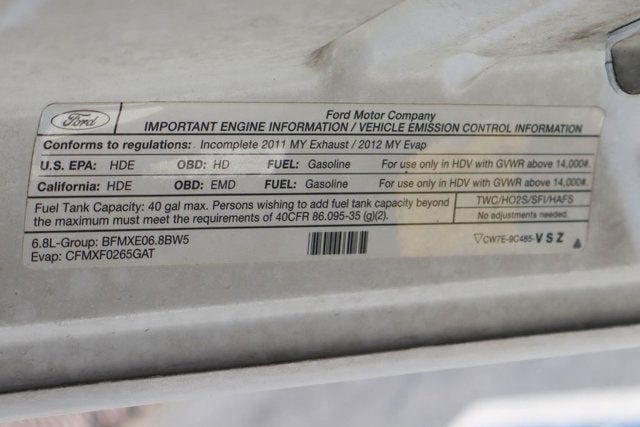 Ford
Ford Motor Company
IMPORTANT ENGINE INFORMATION / VEHICLE EMISSION CONTROL INFORMATION
Conforms to regulations: Incomplete 2011 MY Exhaust / 2012 MY Evap
U.S. EPA: HDE OBD: HD FUEL: Gasoline For use only in HDV with GVWR above 14,000#.
California: HDE OBD: EMD FUEL: Gasoline For use only in HDV with GVWR above 14,000#.
Fuel Tank Capacity: 40 gal max. Persons wishing to add fuel tank capacity beyond
the maximum must meet the requirements of 40CFR 86.095-35 (g)(2).
TWC/HO2S/SFI/HAFS
No adjustments needed.
6.8L-Group: BFMXE06.8BW5
Evap: CFMXF0265GAT
CW7E-9C485-VSZ